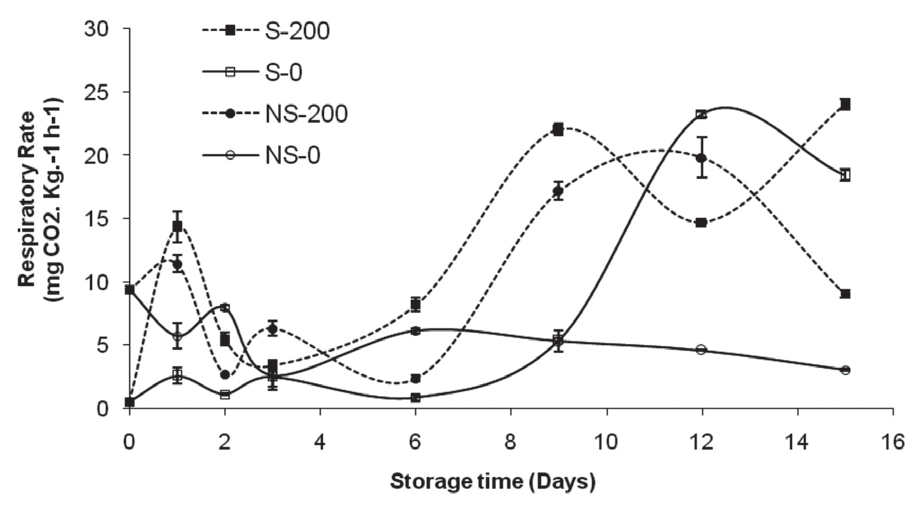 30
25
20
15
10
5
0
Respiratory Rate
(mg CO2. Kg.-1 h-1)
S-200
S-0
NS-200
NS-0
0 2 4 6 8 10 12 14 16
Storage time (Days)